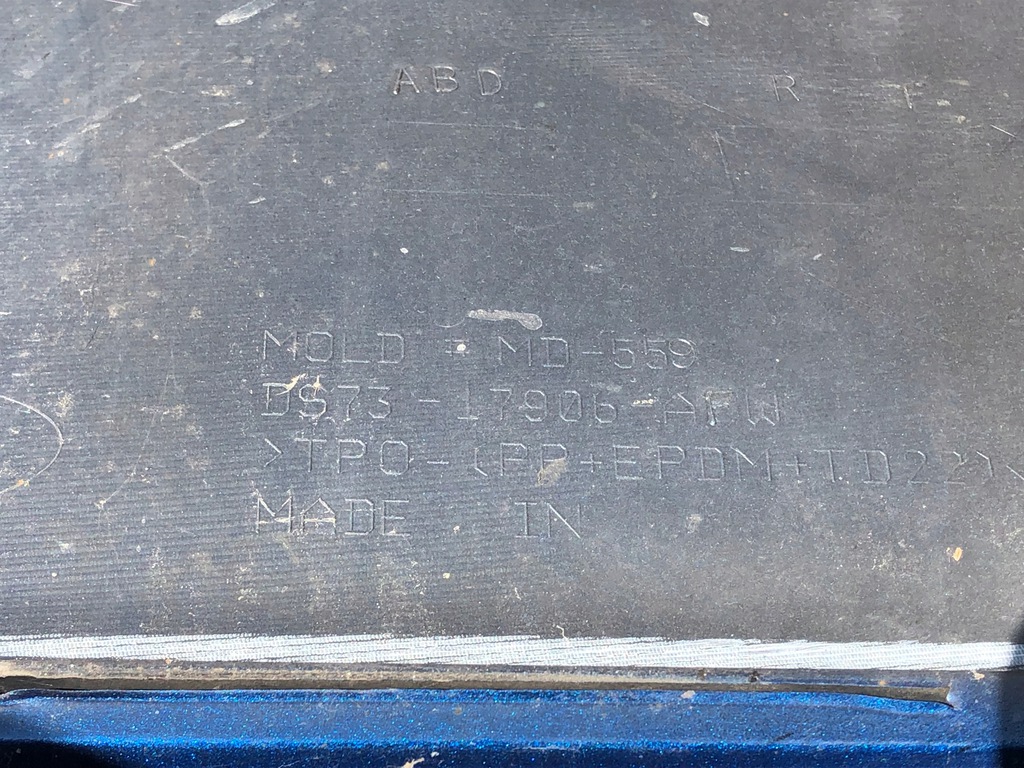 ABD R
MOLD : MD-559
DS73-17906-AFW
>TPO-(PP+EPDM+TD22)<
MADE IN